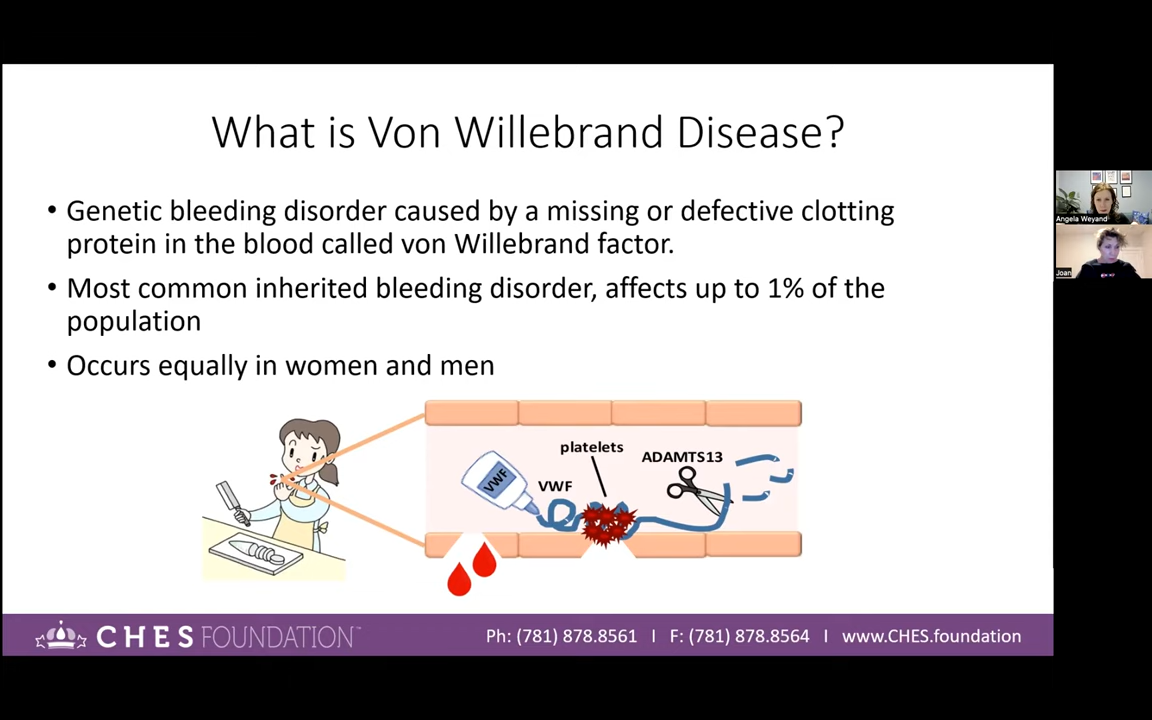 What is Von Willebrand Disease?
• Genetic bleeding disorder caused by a missing or defective clotting
protein in the blood called von Willebrand factor.
• Most common inherited bleeding disorder, affects up to 1% of the
population
• Occurs equally in women and men
platelets
ADAMTS13
VWF
VWF
CHES FOUNDATION™
Ph: (781) 878.8561 I F: (781) 878.8564 I www.CHES.foundation
Angela Weyand
Joan